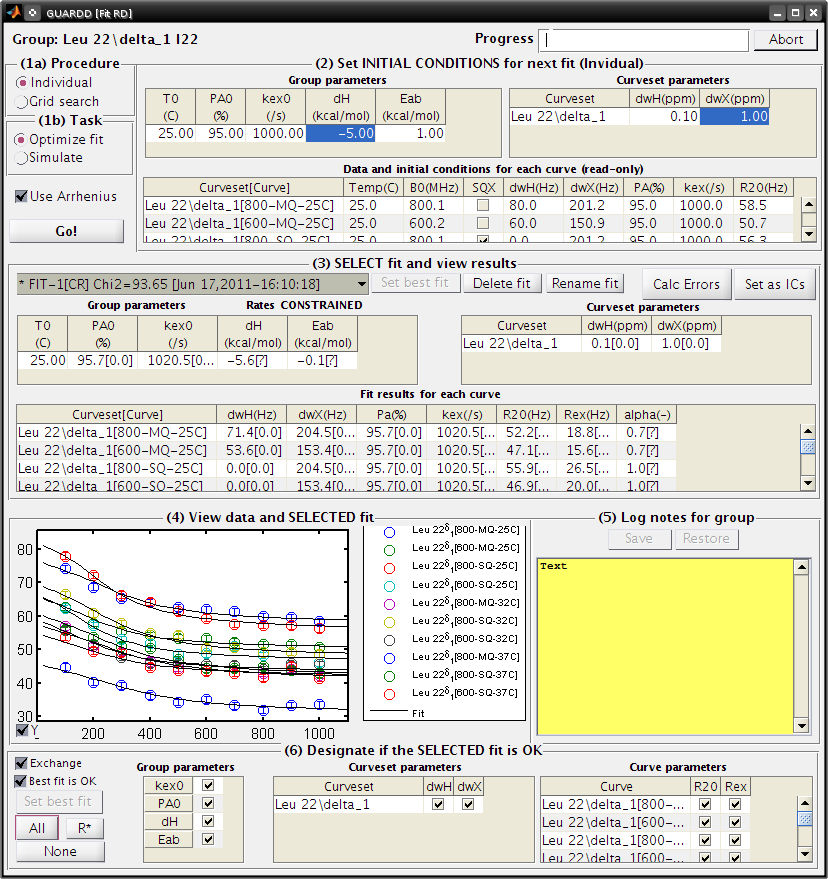 GUARDD [Fit RD]
Group: Leu 22\delta_1 I22
Progress
Abort
(1a) Procedure
Individual
Grid search
(1b) Task
Optimize fit
Simulate
Use Arrhenius
Go!
(2) Set INITIAL CONDITIONS for next fit (Invidual)
Group parameters
T0 PA0 kex0 dH Eab
(C) (%) (/s) (kcal/mol) (kcal/mol)
25.00 95.00 1000.00 −5.00 1.00
Curveset parameters
Curveset dwH(ppm) dwX(ppm)
Leu 22\delta_1 0.10 1.00
Data and initial conditions for each curve (read-only)
Curveset[Curve] Temp(C) B0(MHz) SQX dwH(Hz) dwX(Hz) PA(%) kex(/s) R20(Hz)
Leu 22\delta_1[800-MQ-25C] 25.0 800.1 80.0 201.2 95.0 1000.0 58.5
Leu 22\delta_1[600-MQ-25C] 25.0 600.2 60.0 150.9 95.0 1000.0 50.7
Leu 22\delta_1[800-SQ-25C] 25.0 800.1 0.0 201.2 95.0 1000.0 56.3
(3) SELECT fit and view results
* FIT-1[CR] Chi2=93.65 [Jun 17,2011-16:10:18]
Set best fit
Delete fit
Rename fit
Calc Errors
Set as ICs
Group parameters Rates CONSTRAINED
T0 PA0 kex0 dH Eab
(C) (%) (/s) (kcal/mol) (kcal/mol)
25.00 95.7[0.0] 1020.5[0... −5.6[?] −0.1[?]
Curveset parameters
Curveset dwH(ppm) dwX(ppm)
Leu 22\delta_1 0.1[0.0] 1.0[0.0]
Fit results for each curve
Curveset[Curve] dwH(Hz) dwX(Hz) Pa(%) kex(/s) R20(Hz) Rex(Hz) alpha(-)
Leu 22\delta_1[800-MQ-25C] 71.4[0.0] 204.5[0... 95.7[0.0] 1020.5[... 52.2[... 18.8[... 0.7[?]
Leu 22\delta_1[600-MQ-25C] 53.6[0.0] 153.4[0... 95.7[0.0] 1020.5[... 47.1[... 15.6[... 0.7[?]
Leu 22\delta_1[800-SQ-25C] 0.0[0.0] 204.5[0... 95.7[0.0] 1020.5[... 55.9[... 26.5[... 1.0[?]
Leu 22\delta_1[600-SQ-25C] 0.0[0.0] 153.4[0... 95.7[0.0] 1020.5[... 46.9[... 20.0[... 1.0[?]
(4) View data and SELECTED fit
80
70
60
50
40
30
Y
200 400 600 800 1000
Leu 22δ1[800-MQ-25C]
Leu 22δ1[600-MQ-25C]
Leu 22δ1[800-SQ-25C]
Leu 22δ1[600-SQ-25C]
Leu 22δ1[800-MQ-32C]
Leu 22δ1[800-SQ-32C]
Leu 22δ1[600-SQ-32C]
Leu 22δ1[800-MQ-37C]
Leu 22δ1[800-SQ-37C]
Leu 22δ1[600-SQ-37C]
Fit
(5) Log notes for group
Save
Restore
Text
(6) Designate if the SELECTED fit is OK
Exchange
Best fit is OK
Set best fit
All
R*
None
Group parameters
kex0
PA0
dH
Eab
Curveset parameters
Curveset dwH dwX
Leu 22\delta_1
Curve parameters
Curve R20 Rex
Leu 22\delta_1[800-...
Leu 22\delta_1[600-...
Leu 22\delta_1[800-...
Leu 22\delta_1[600-...